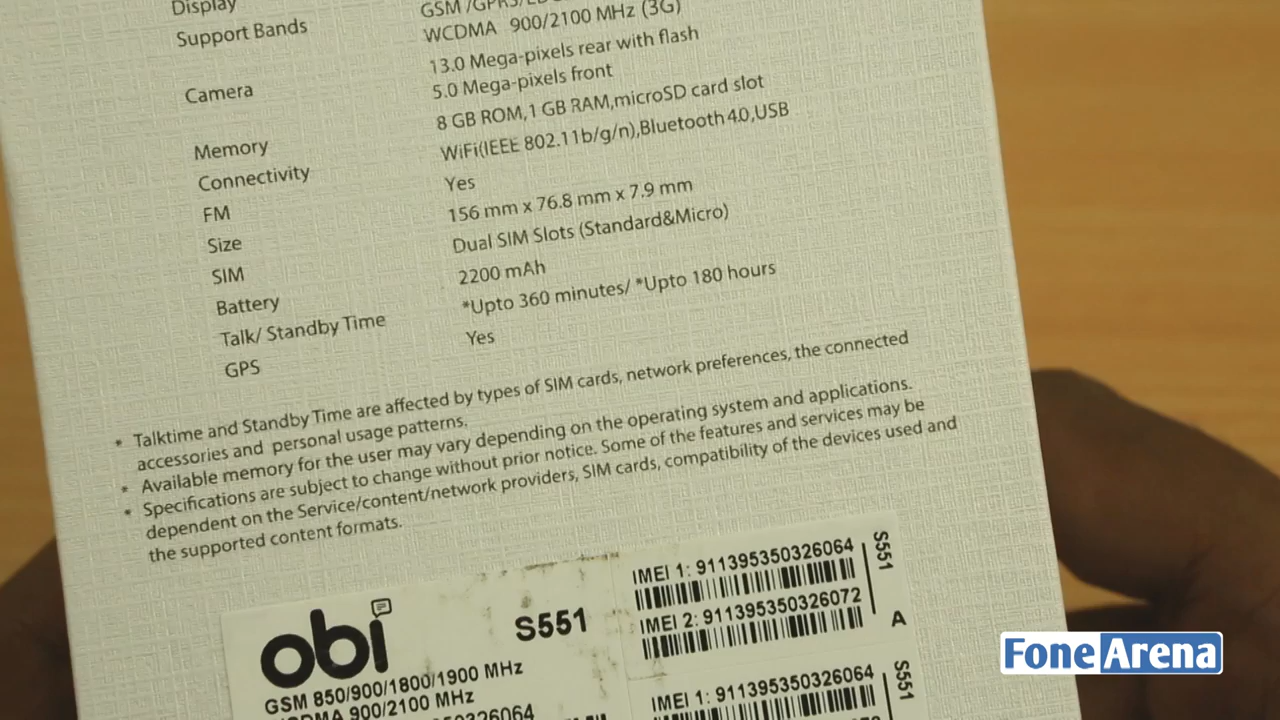 Display
Support Bands
GSM
WCDMA 900/2100 MHz (3G)
Camera
13.0 Mega-pixels rear with flash
5.0 Mega-pixels front
Memory
8 GB ROM,1 GB RAM,microSD card slot
Connectivity
WiFi(IEEE 802.11b/g/n),Bluetooth 4.0,USB
FM
Yes
Size
156 mm x 76.8 mm x 7.9 mm
SIM
Dual SIM Slots (Standard&Micro)
Battery
2200 mAh
Talk/ Standby Time
*Upto 360 minutes/ *Upto 180 hours
GPS
Yes
* Talktime and Standby Time are affected by types of SIM cards, network preferences, the connected
accessories and personal usage patterns.
* Available memory for the user may vary depending on the operating system and applications.
* Specifications are subject to change without prior notice. Some of the features and services may be
dependent on the Service/content/network providers, SIM cards, compatibility of the devices used and
the supported content formats.
obi
S551
GSM 850/900/1800/1900 MHz
WCDMA 900/2100 MHz
IMEI 1: 911395350326064
IMEI 2: 911395350326072
S551
A
IMEI 1: 911395350326064
S551
FoneArena